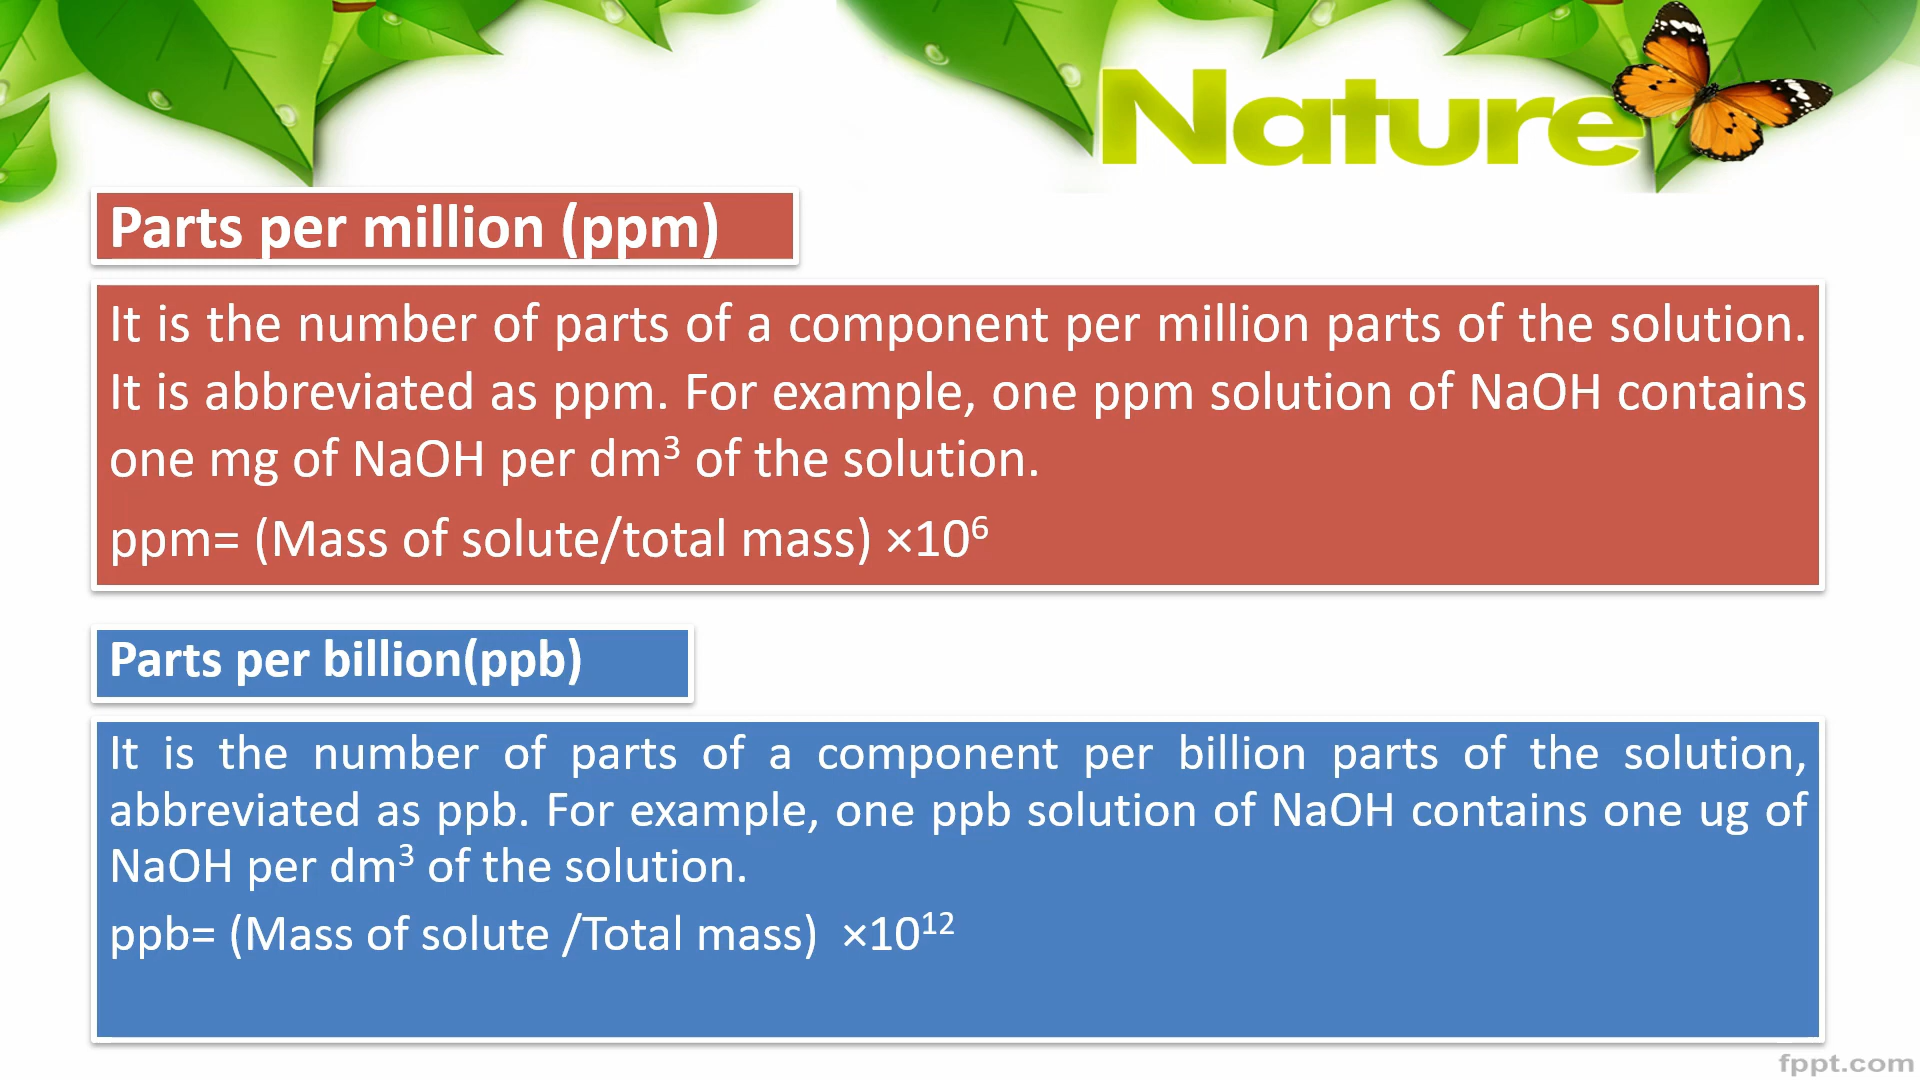 Nature
Parts per million (ppm)
It is the number of parts of a component per million parts of the solution.
It is abbreviated as ppm. For example, one ppm solution of NaOH contains
one mg of NaOH per dm³ of the solution.
ppm= (Mass of solute/total mass) ×10⁶
Parts per billion(ppb)
It is the number of parts of a component per billion parts of the solution,
abbreviated as ppb. For example, one ppb solution of NaOH contains one ug of
NaOH per dm³ of the solution.
ppb= (Mass of solute /Total mass) ×10¹²
fppt.com